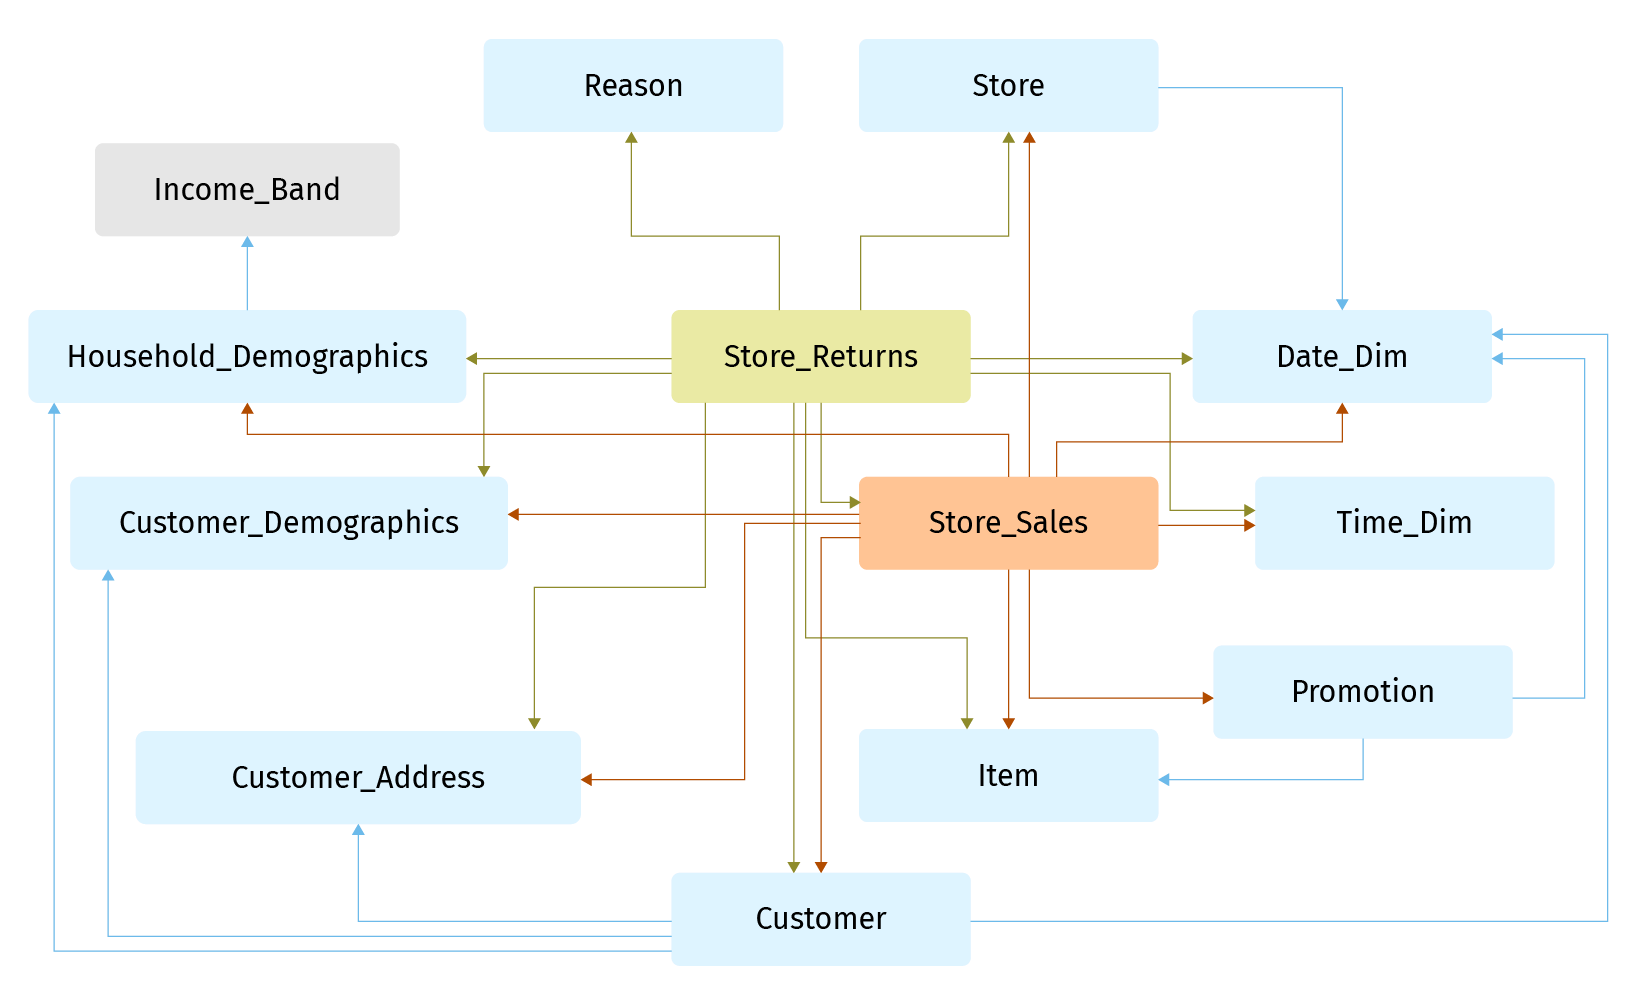 Reason
Store
Income_Band
Household_Demographics
Store_Returns
Date_Dim
Customer_Demographics
Store_Sales
Time_Dim
Promotion
Customer_Address
Item
Customer